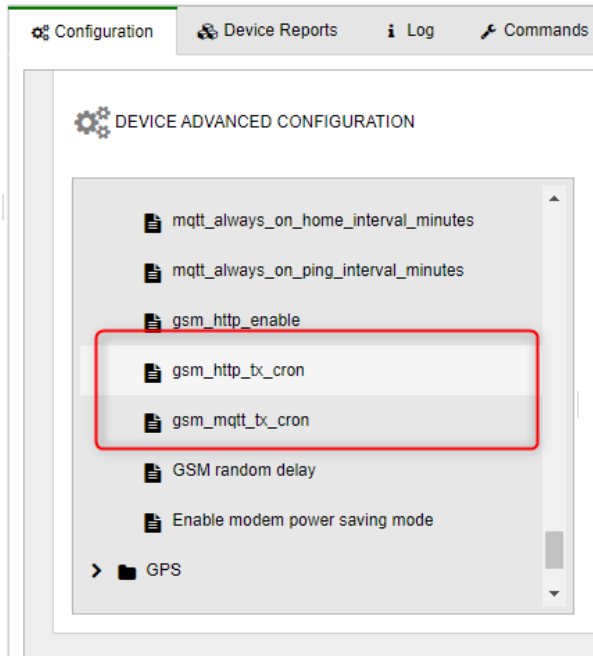 Configuration
Device Reports
Log
Commands
DEVICE ADVANCED CONFIGURATION
mqtt_always_on_home_interval_minutes
mqtt_always_on_ping_interval_minutes
gsm_http_enable
gsm_http_tx_cron
gsm_mqtt_tx_cron
GSM random delay
Enable modem power saving mode
GPS